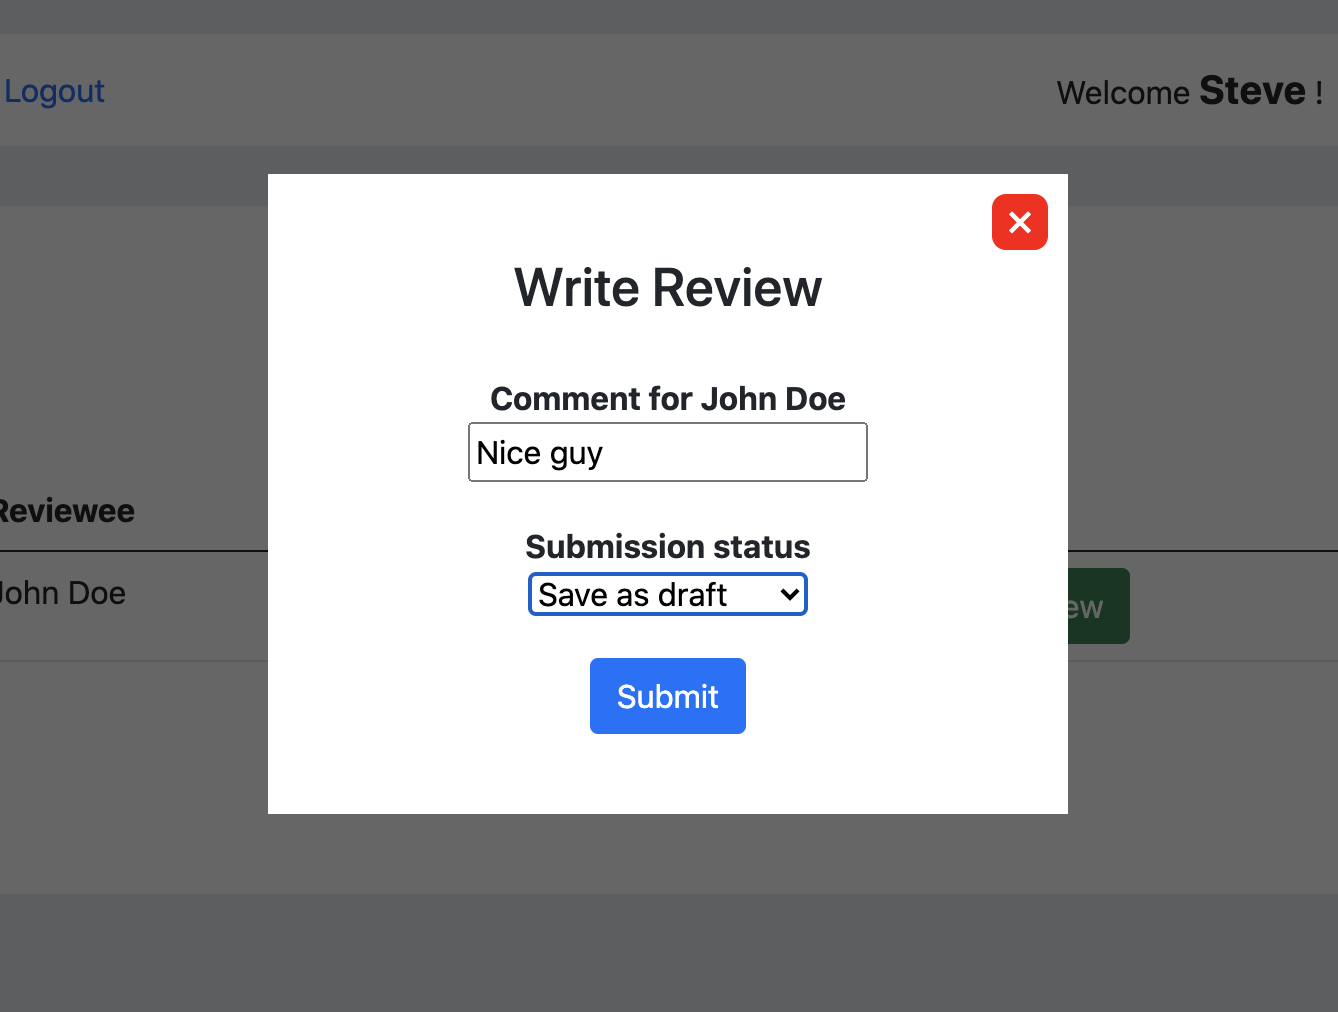 Logout
Welcome Steve !
Write Review
Comment for John Doe
Nice guy
Reviewee
John Doe
Submission status
Save as draft
Submit